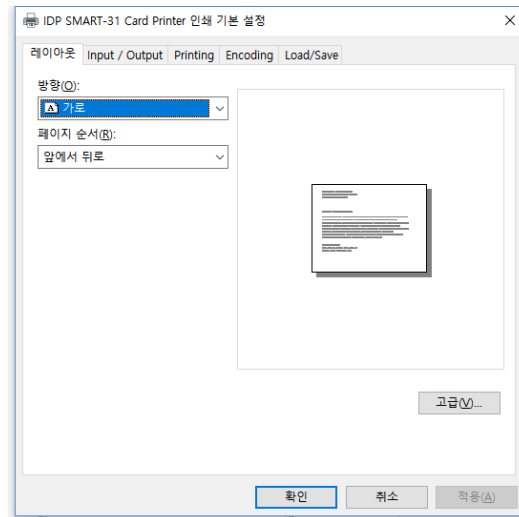 IDP SMART-31 Card Printer 인쇄 기본 설정
레이아웃 Input / Output Printing Encoding Load/Save
방향(O):
가로
페이지 순서(R):
앞에서 뒤로
고급(V)...
확인 취소 적용(A)